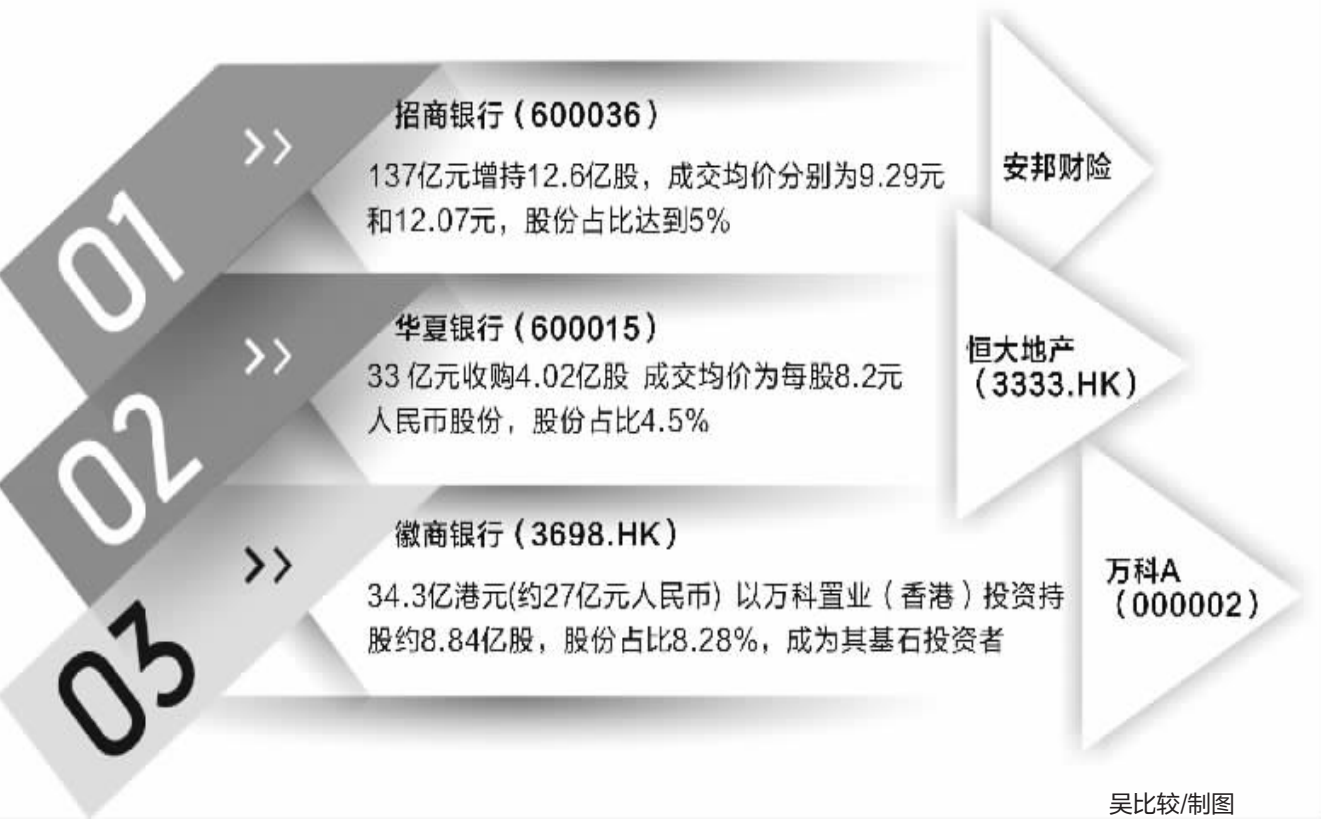 01
招商银行（600036）
137亿元增持12.6亿股，成交均价分别为9.29元
和12.07元，股份占比达到5%
安邦财险
02
华夏银行（600015）
33 亿元收购4.02亿股 成交均价为每股8.2元
人民币股份，股份占比4.5%
恒大地产
（3333.HK）
03
徽商银行（3698.HK）
34.3亿港元(约27亿元人民币) 以万科置业（香港）投资持
股约8.84亿股，股份占比8.28%，成为其基石投资者
万科A
（000002）
吴比较/制图